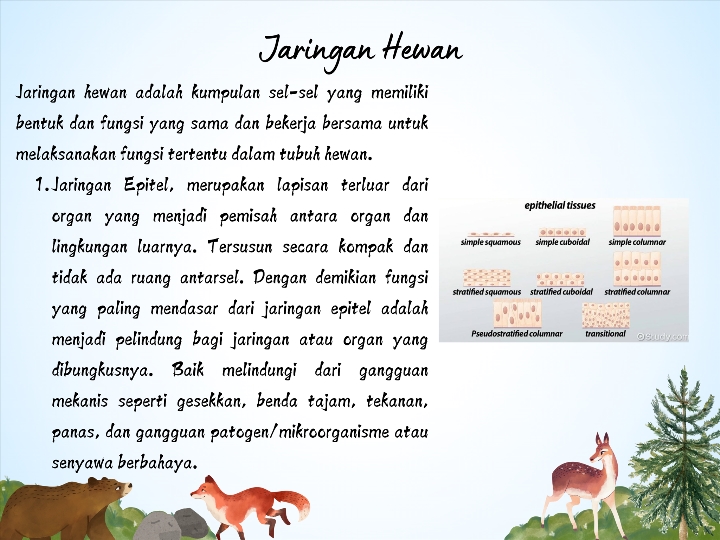 Jaringan Hewan
Jaringan hewan adalah kumpulan sel-sel yang memiliki
bentuk dan fungsi yang sama dan bekerja bersama untuk
melaksanakan fungsi tertentu dalam tubuh hewan.
1. Jaringan Epitel, merupakan lapisan terluar dari
organ yang menjadi pemisah antara organ dan
lingkungan luarnya. Tersusun secara kompak dan
tidak ada ruang antarsel. Dengan demikian fungsi
yang paling mendasar dari jaringan epitel adalah
menjadi pelindung bagi jaringan atau organ yang
dibungkusnya. Baik melindungi dari gangguan
mekanis seperti gesekkan, benda tajam, tekanan,
panas, dan gangguan patogen/mikroorganisme atau
senyawa berbahaya.
epithelial tissues
simple squamous simple cuboidal simple columnar
stratified squamous stratified cuboidal stratified columnar
Pseudostratified columnar transitional
© Study.com